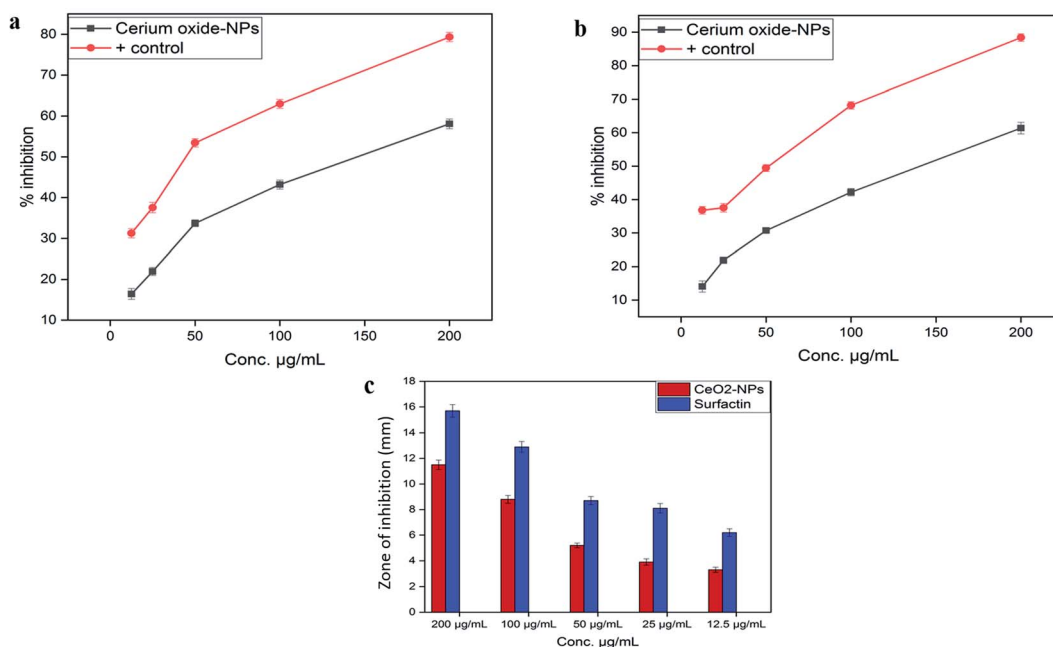 a
Cerium oxide-NPs
+ control
80
70
60
50
40
30
20
10
% inhibition
0
50
100
150
200
Conc. µg/mL
b
Cerium oxide-NPs
+ control
90
80
70
60
50
40
30
20
10
% inhibition
0
50
100
150
200
Conc. µg/mL
c
CeO2-NPs
Surfactin
18
16
14
12
10
8
6
4
2
0
Zone of inhibition (mm)
200 µg/mL
100 µg/mL
50 µg/mL
25 µg/mL
12.5 µg/mL
Conc. µg/mL